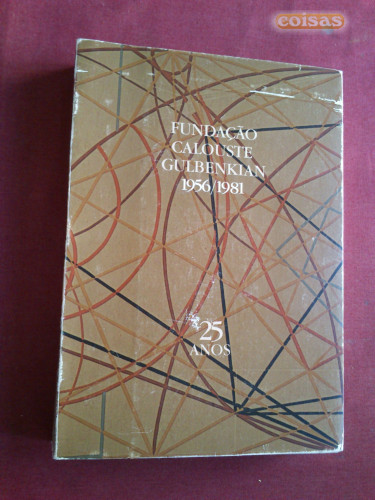 coisas
FUNDAÇÃO
CALOUSTE
GULBENKIAN
1956/1981
25
ANOS